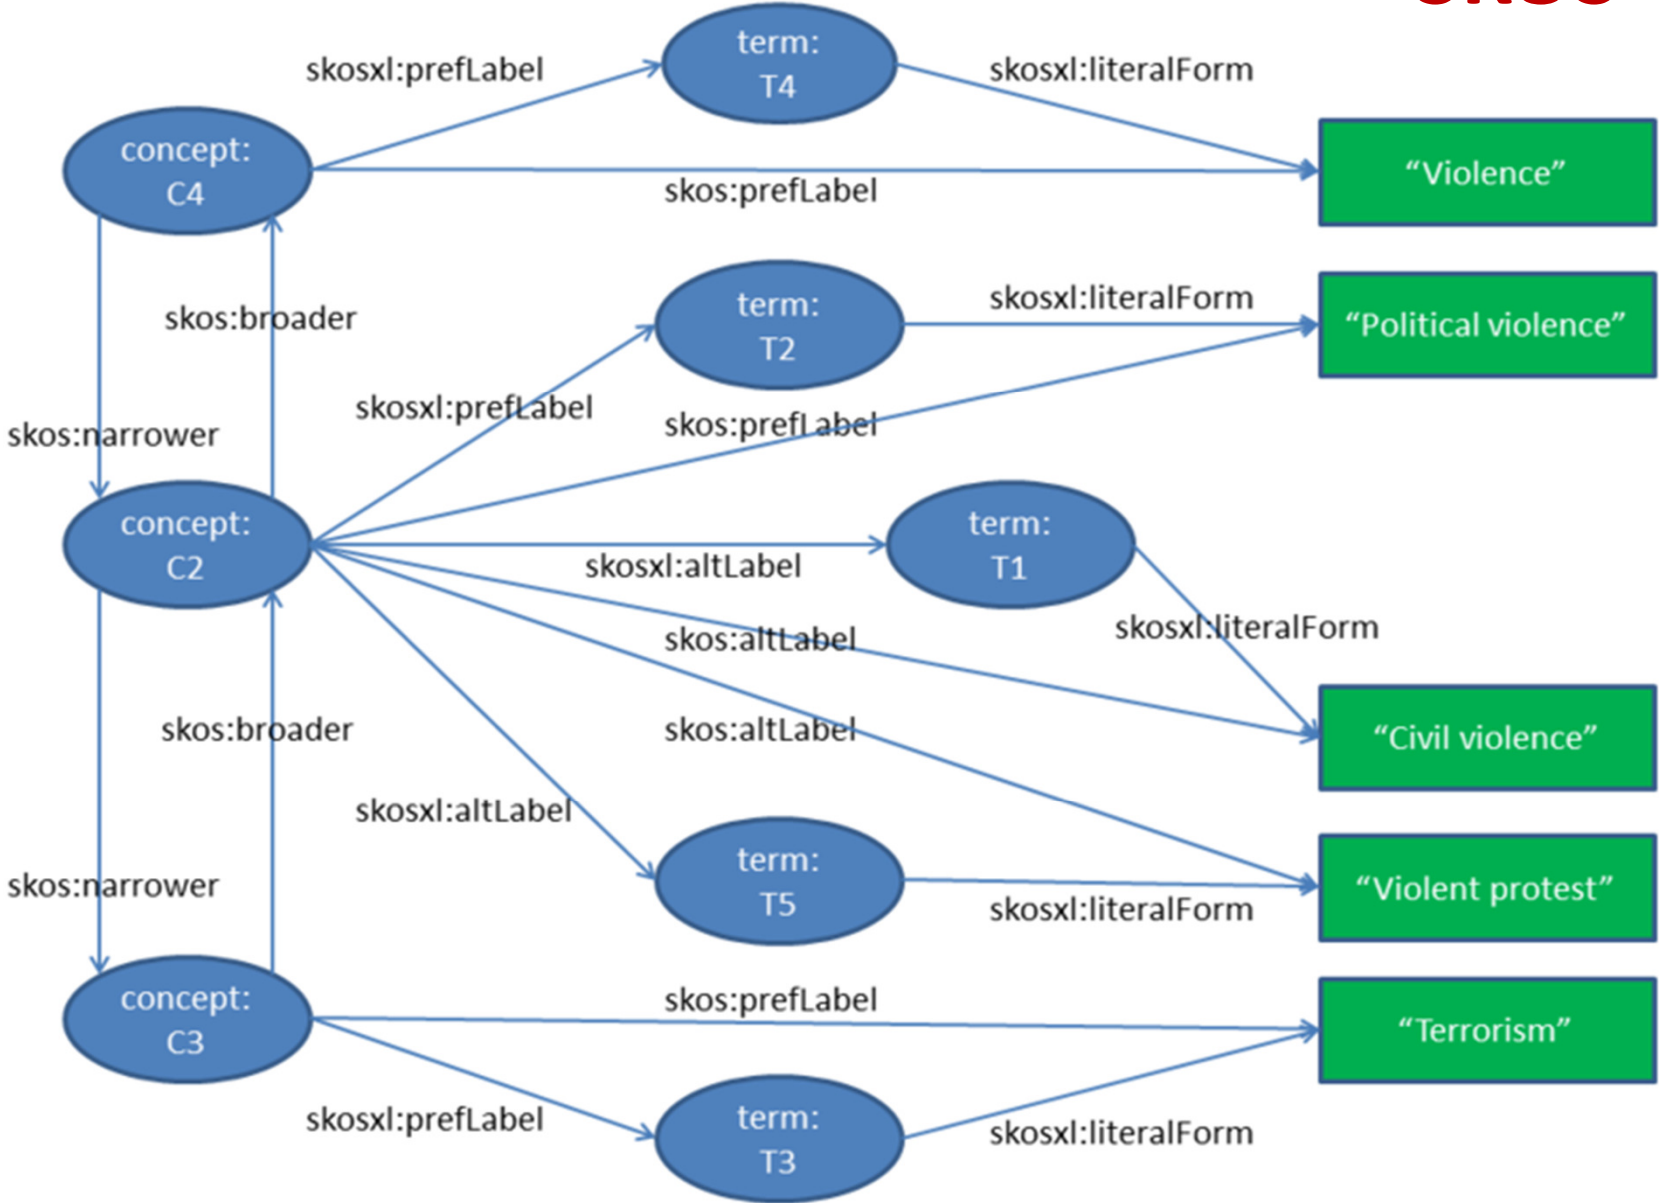 skosxl:prefLabel
term:
T4
skosxl:literalForm
concept:
C4
skos:prefLabel
“Violence”
skos:broader
skos:narrower
skosxl:prefLabel
term:
T2
skosxl:literalForm
“Political violence”
skos:prefLabel
concept:
C2
skosxl:altLabel
term:
T1
skosxl:literalForm
skos:altLabel
“Civil violence”
skos:altLabel
skos:broader
skosxl:altLabel
skos:narrower
term:
T5
skosxl:literalForm
“Violent protest”
concept:
C3
skos:prefLabel
“Terrorism”
skosxl:prefLabel
term:
T3
skosxl:literalForm